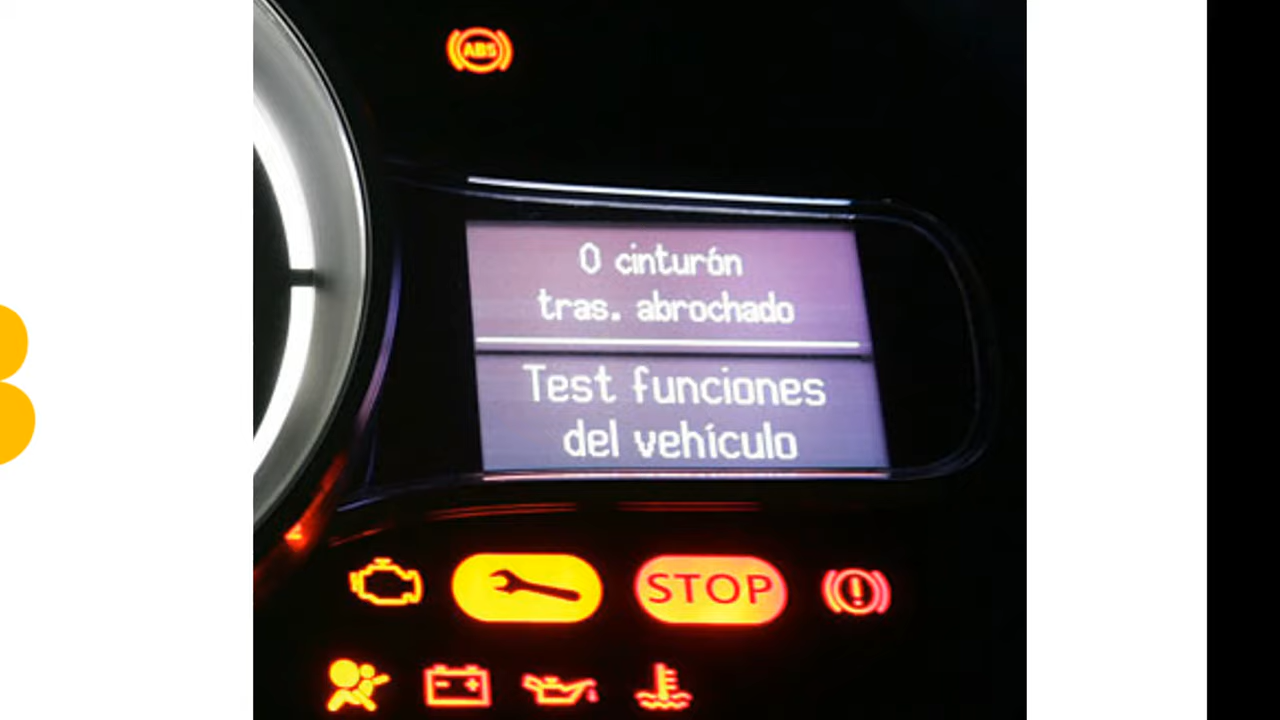 ABS
0 cinturón
tras. abrochado
Test funciones
del vehículo
STOP